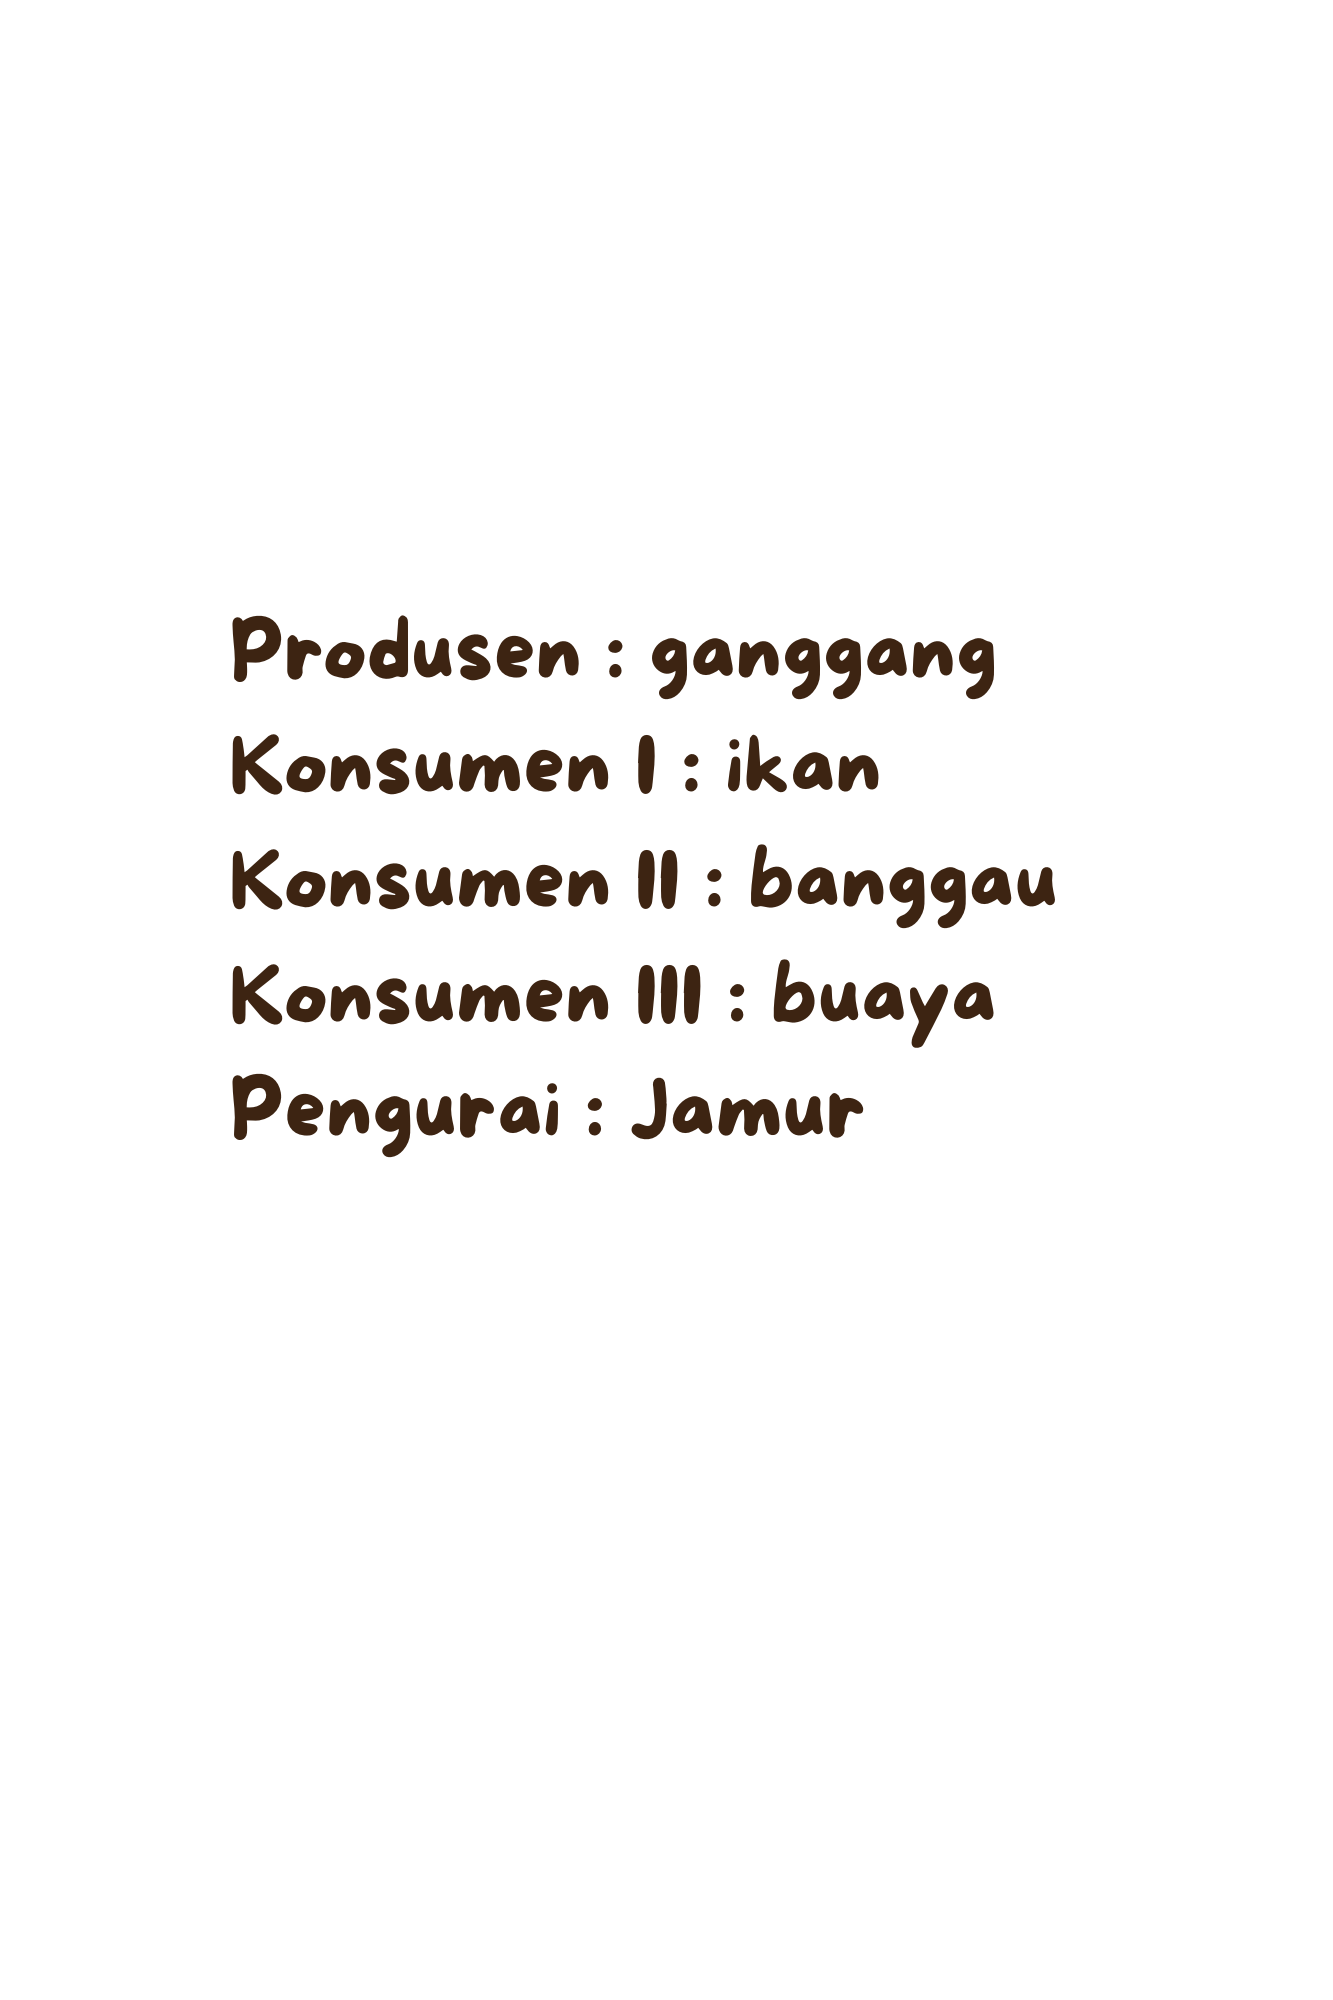 Produsen : ganggang
Konsumen I : ikan
Konsumen II : banggau
Konsumen III : buaya
Pengurai : Jamur